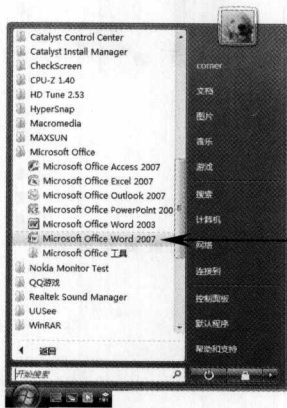 Catalyst Control Center
Catalyst Install Manager
CheckScreen
CPU-Z 1.40
HD Tune 2.53
HyperSnap
Macromedia
MAXSUN
Microsoft Office
Microsoft Office Access 2007
Microsoft Office Excel 2007
Microsoft Office Outlook 2007
Microsoft Office PowerPoint 200
Microsoft Office Word 2003
Microsoft Office Word 2007
Microsoft Office 工具
Nokia Monitor Test
QQ游戏
Realtek Sound Manager
UUSee
WinRAR
返回
开始搜索
corner
文档
图片
音乐
游戏
搜索
计算机
网络
连接到
控制面板
默认程序
帮助和支持